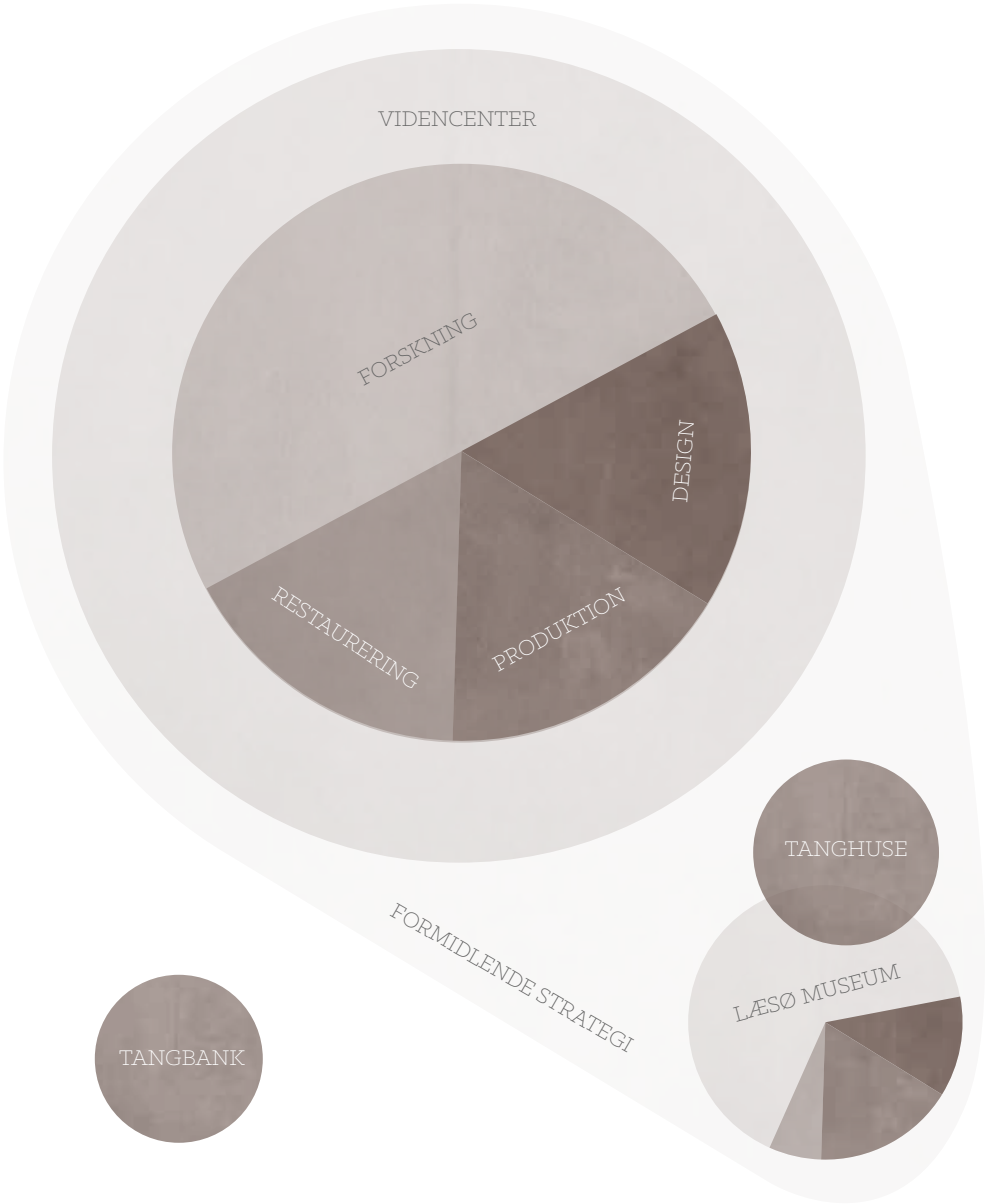 VIDENCENTER
FORSKNING
DESIGN
RESTAURERING
PRODUKTION
TANGHUSE
FORMIDLENDE STRATEGI
LÆSØ MUSEUM
TANGBANK